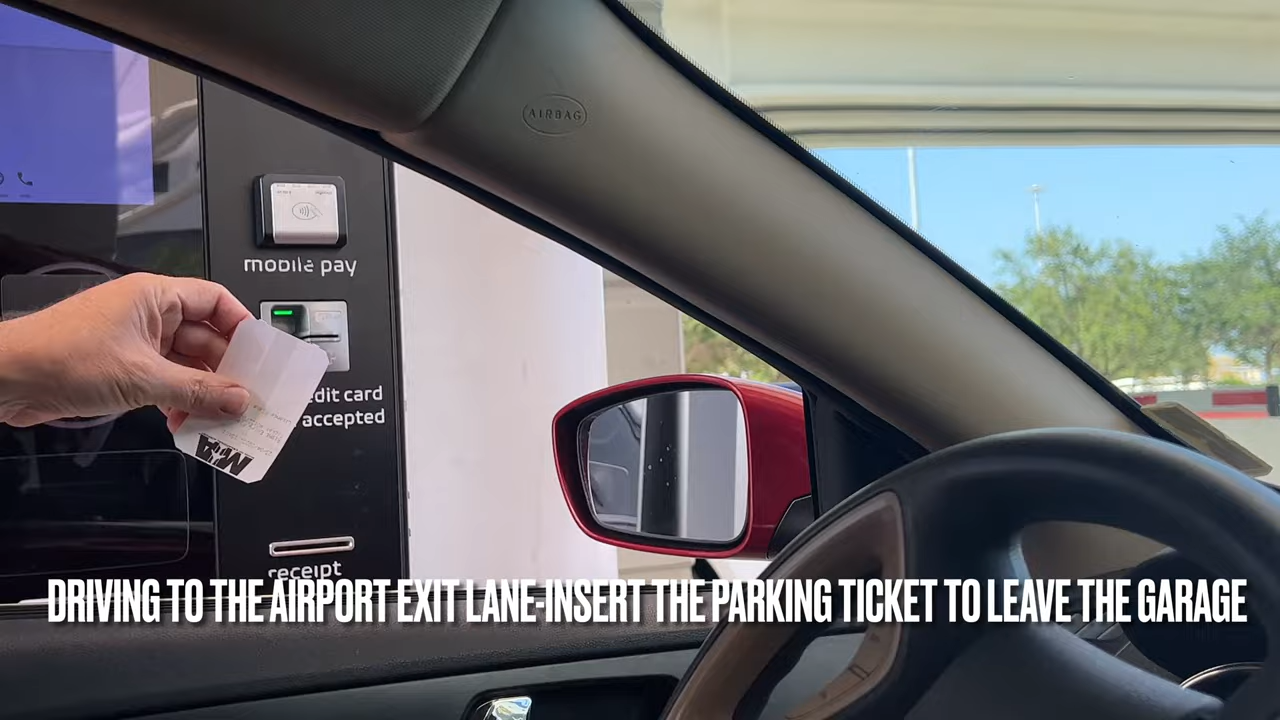 AIRBAG
mobile pay
edit card
accepted
MIA
receipt
DRIVING TO THE AIRPORT EXIT LANE-INSERT THE PARKING TICKET TO LEAVE THE GARAGE